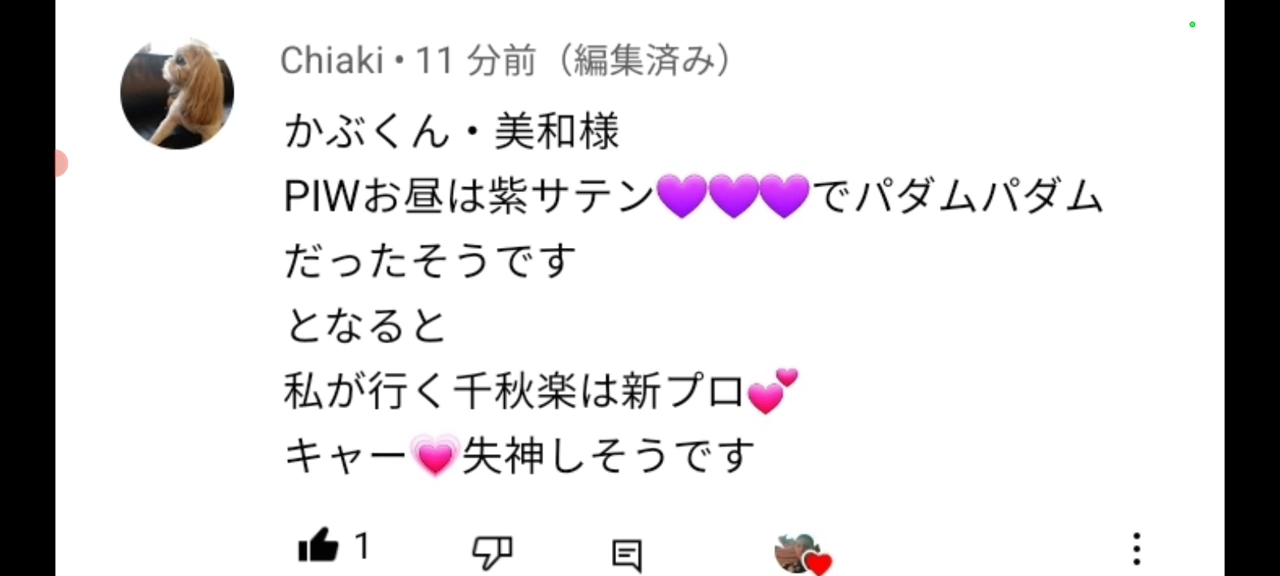 Chiaki • 11 分前（編集済み）
かぶくん・美和様
PIWお昼は紫サテン💜💜💜でパダムパダム
だったそうです
となると
私が行く千秋楽は新プロ💕
キャー💗失神しそうです
1